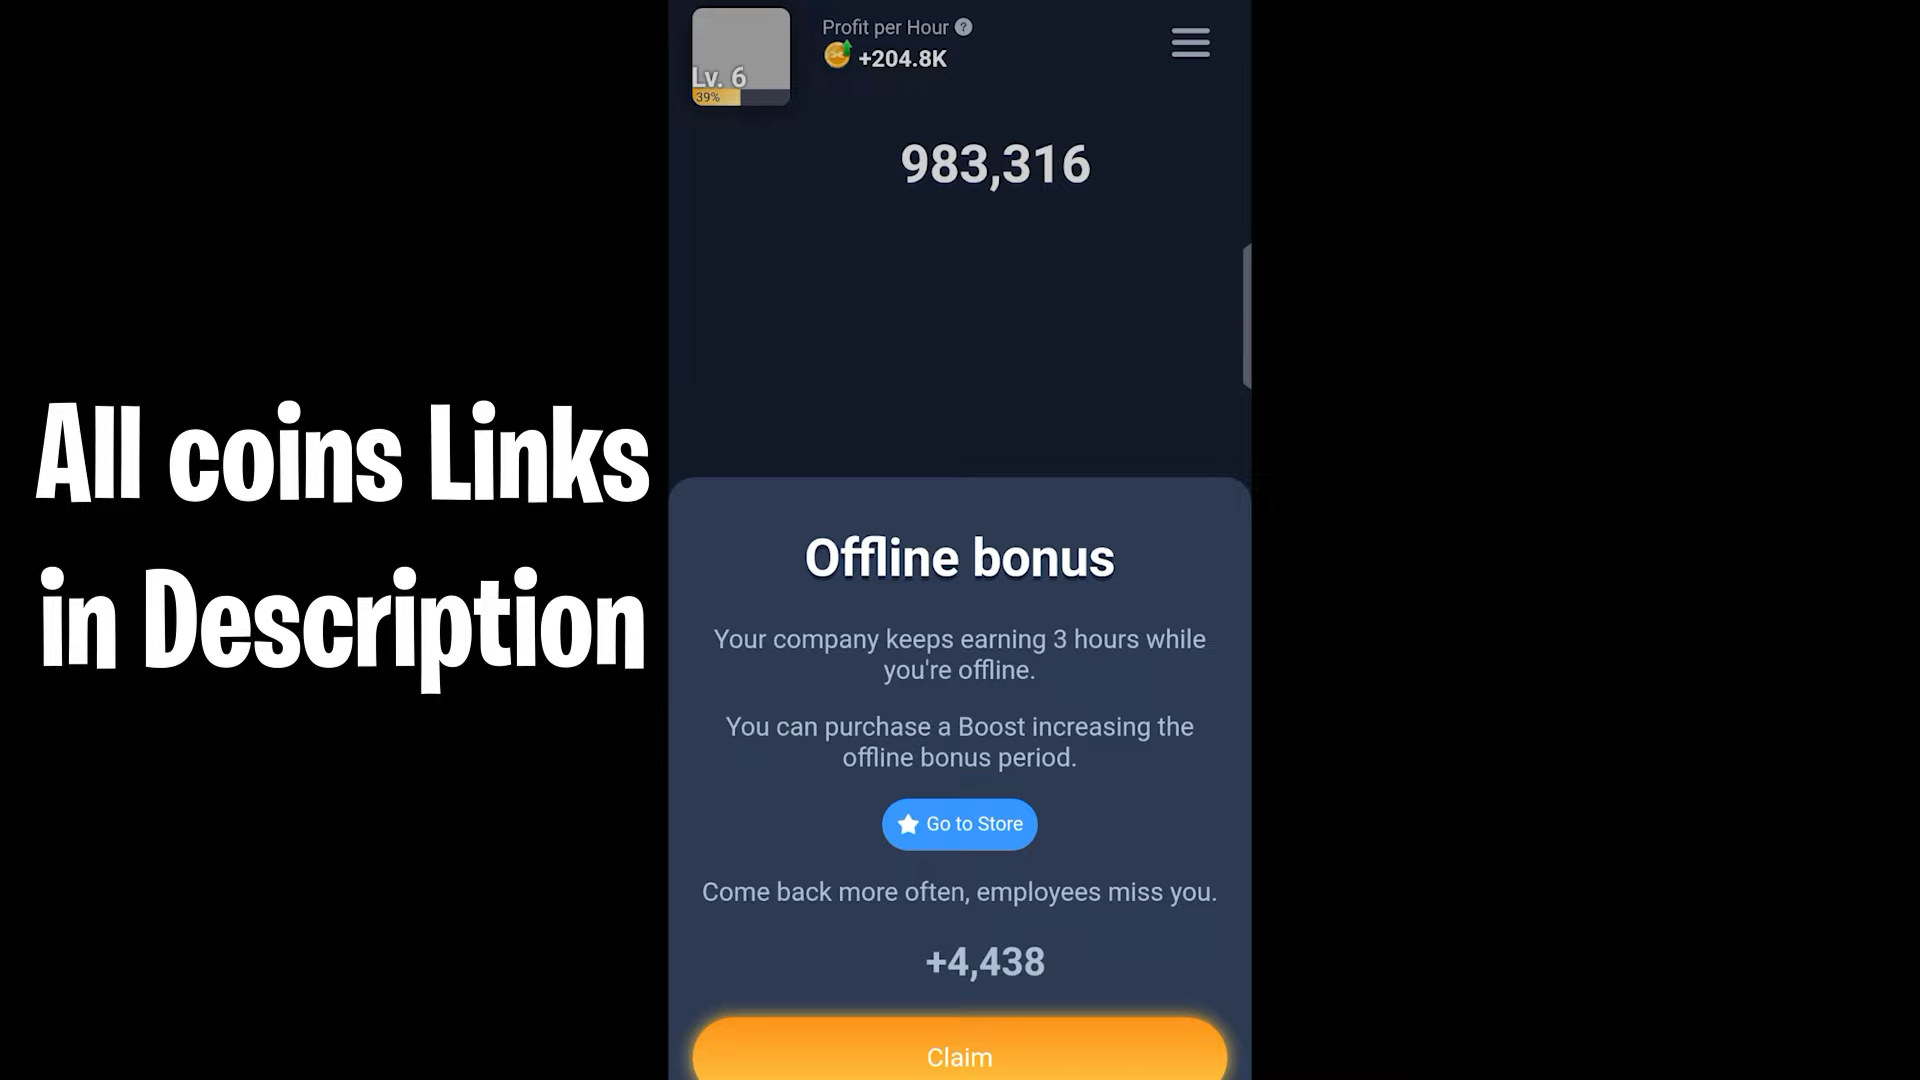 Profit per Hour ?
+204.8K
Lv. 6
39%
983,316
All coins Links
in Description
Offline bonus
Your company keeps earning 3 hours while
you're offline.
You can purchase a Boost increasing the
offline bonus period.
Go to Store
Come back more often, employees miss you.
+4,438
Claim